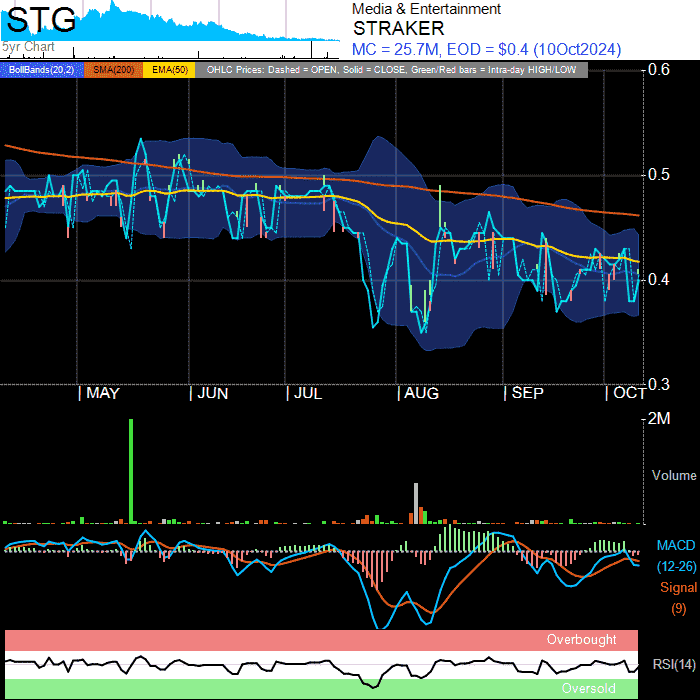 STG
5yr Chart
Media & Entertainment
STRAKER
MC = 25.7M, EOD = $0.4 (10Oct2024)
BollBands(20,2) SMA(200) EMA(50) OHLC Prices: Dashed = OPEN, Solid = CLOSE, Green/Red bars = Intra-day HIGH/LOW
0.6
0.5
0.4
0.3
| MAY | JUN | JUL | AUG | SEP | OCT
2M
Volume
MACD
(12-26)
Signal
(9)
Overbought
RSI(14)
Oversold